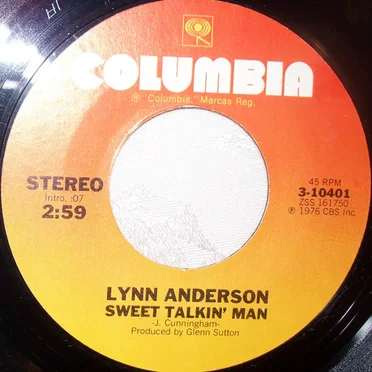 1A
COLUMBIA
® "Columbia," Marcas Reg.
STEREO
Intro. :07
2:59
45 RPM
3-10401
ZSS 161750
℗ 1976 CBS Inc.
LYNN ANDERSON
SWEET TALKIN' MAN
-J. Cunningham-
Produced by Glenn Sutton